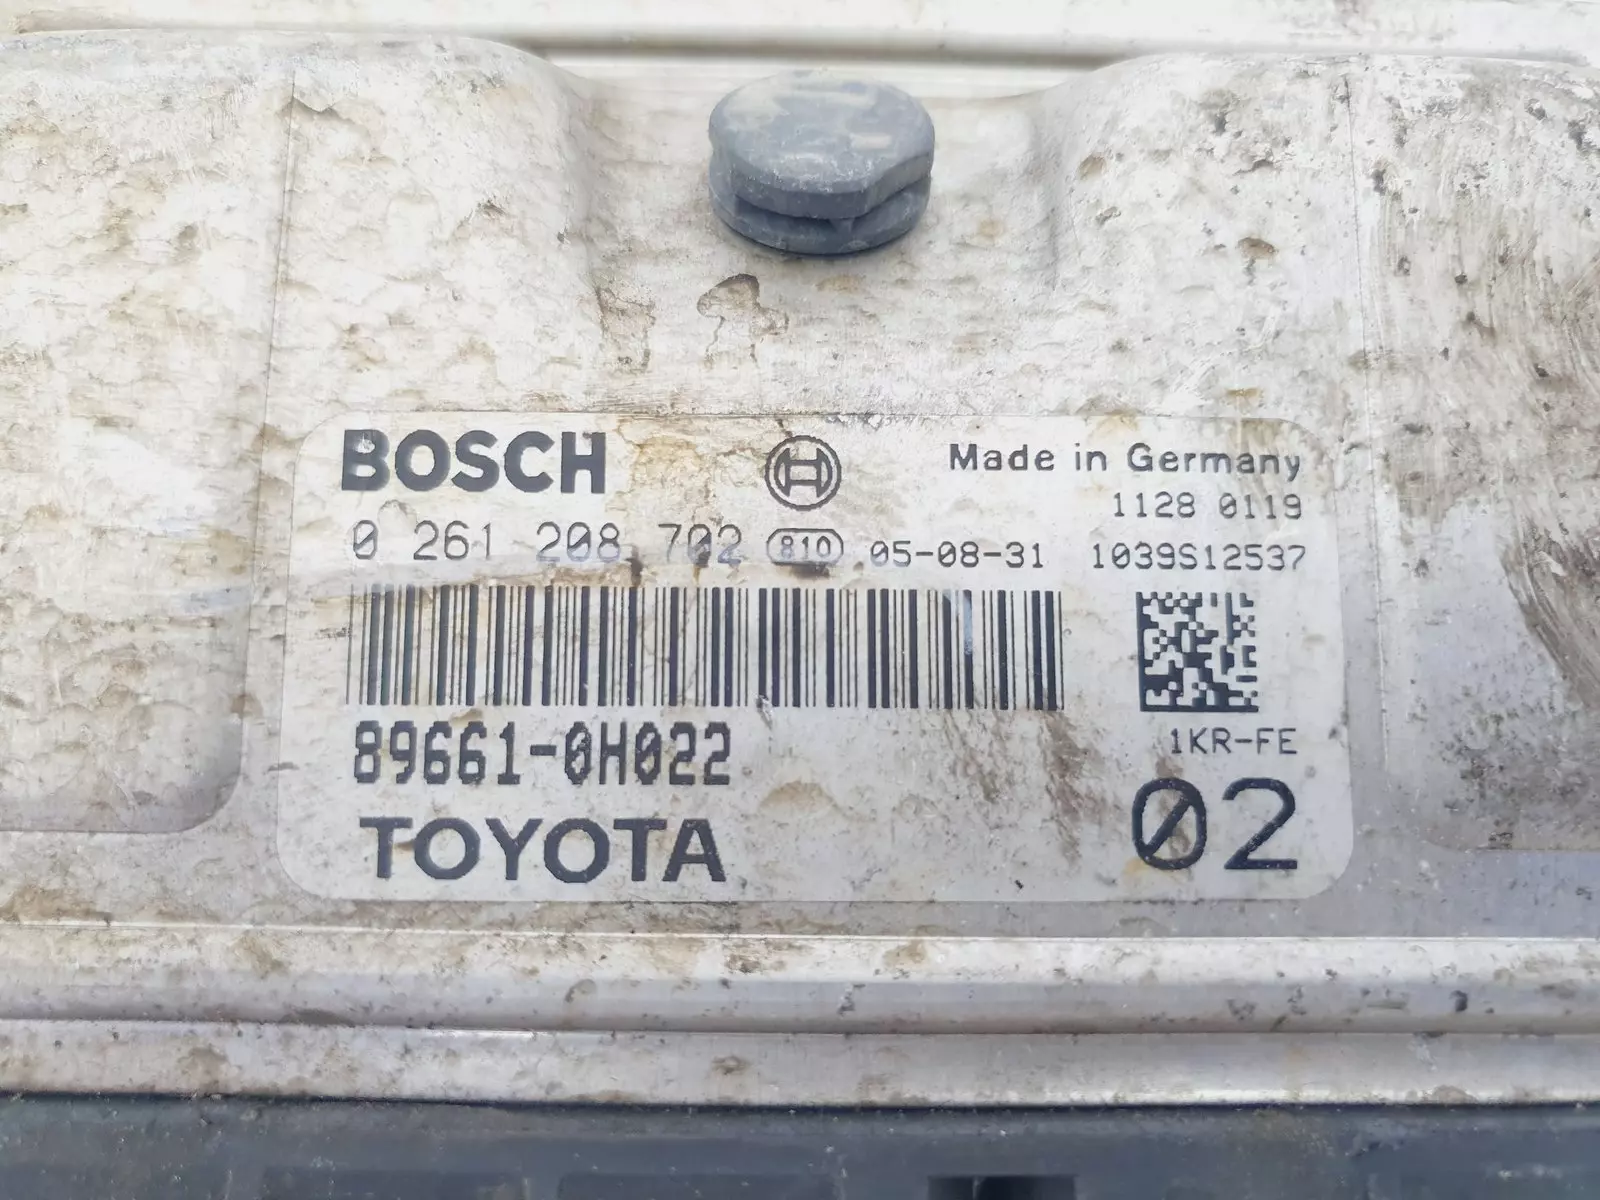 BOSCH
Made in Germany
1128 0119
0 261 208 702 810 05-08-31 1039S12537
89661-0H022
1KR-FE
TOYOTA
02